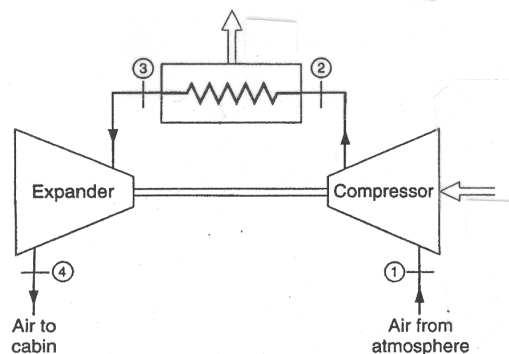 3
2
Expander
Compressor
4
1
Air to
cabin
Air from
atmosphere